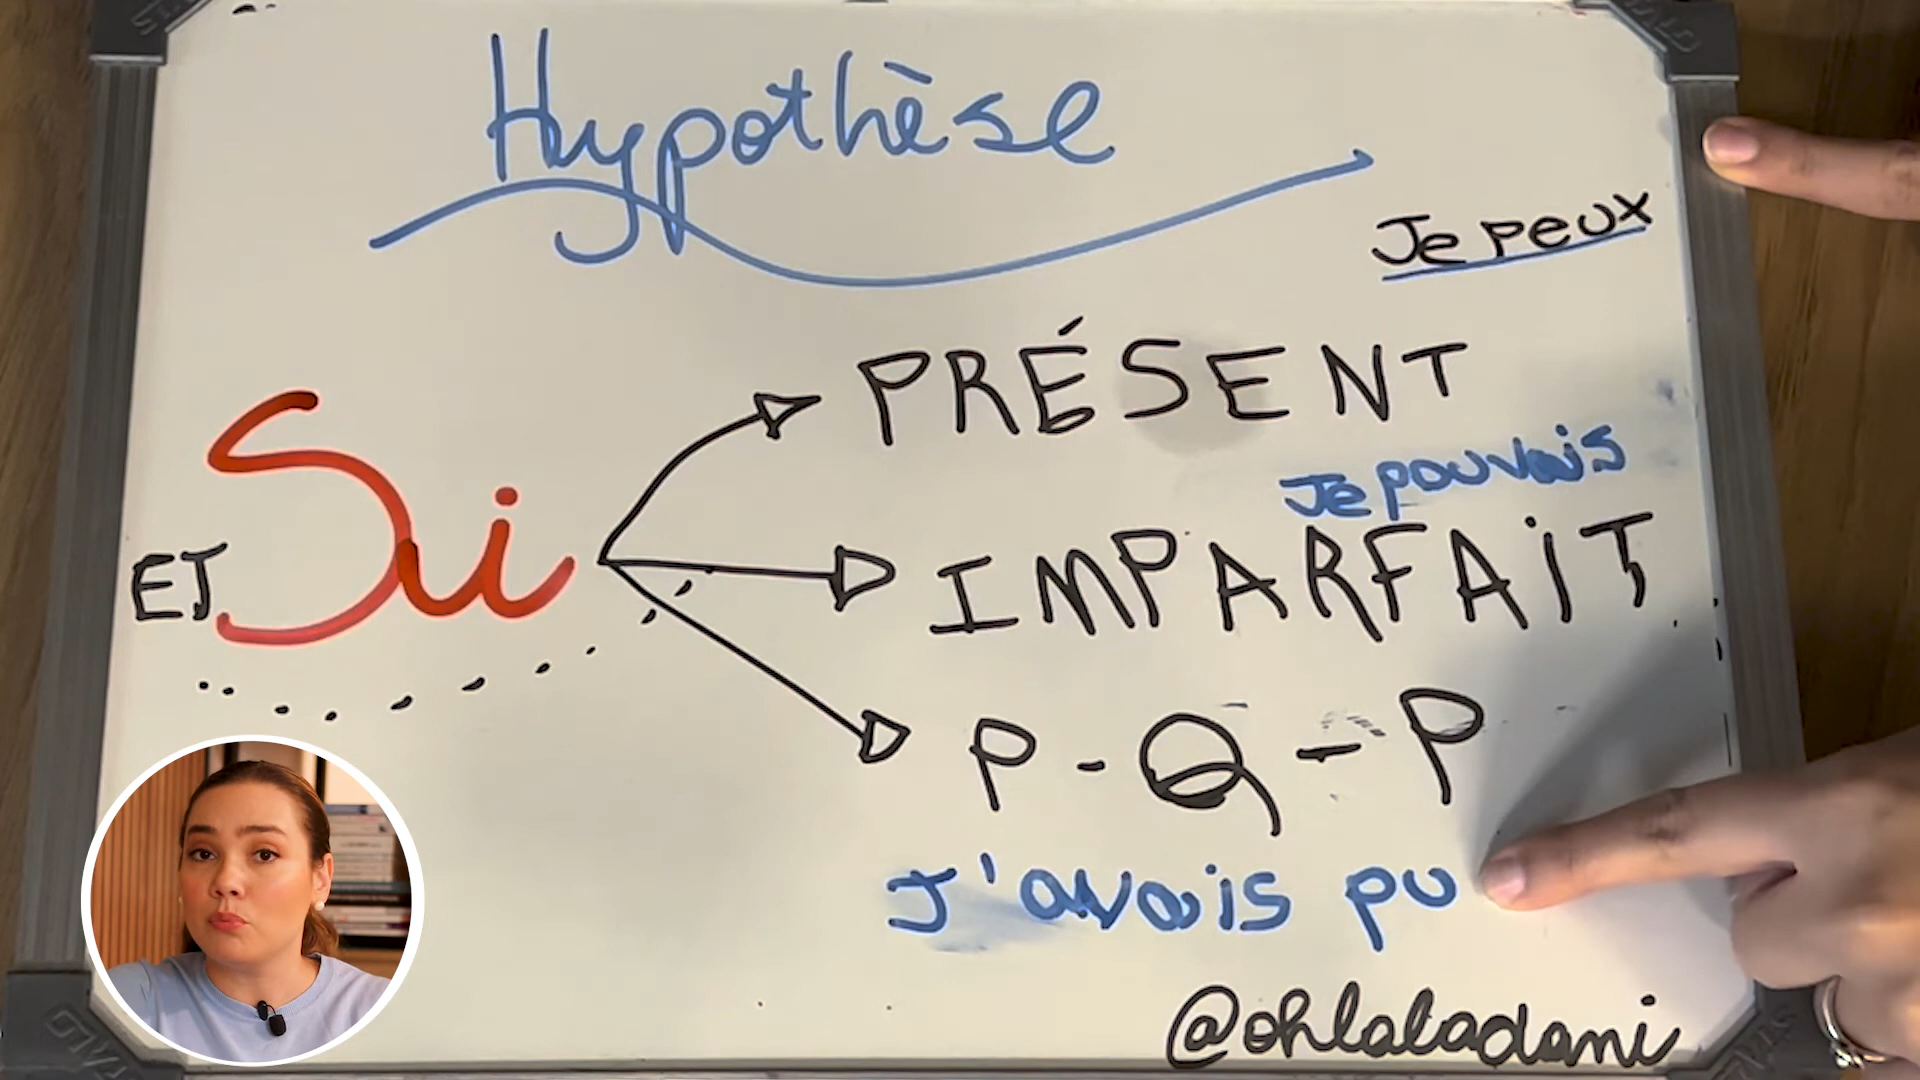 Hypothèse
Je peux
PRÉSENT
Je pouvais
ET Si
IMPARFAIT
P-Q-P
J'avais pu
@ohlaladani